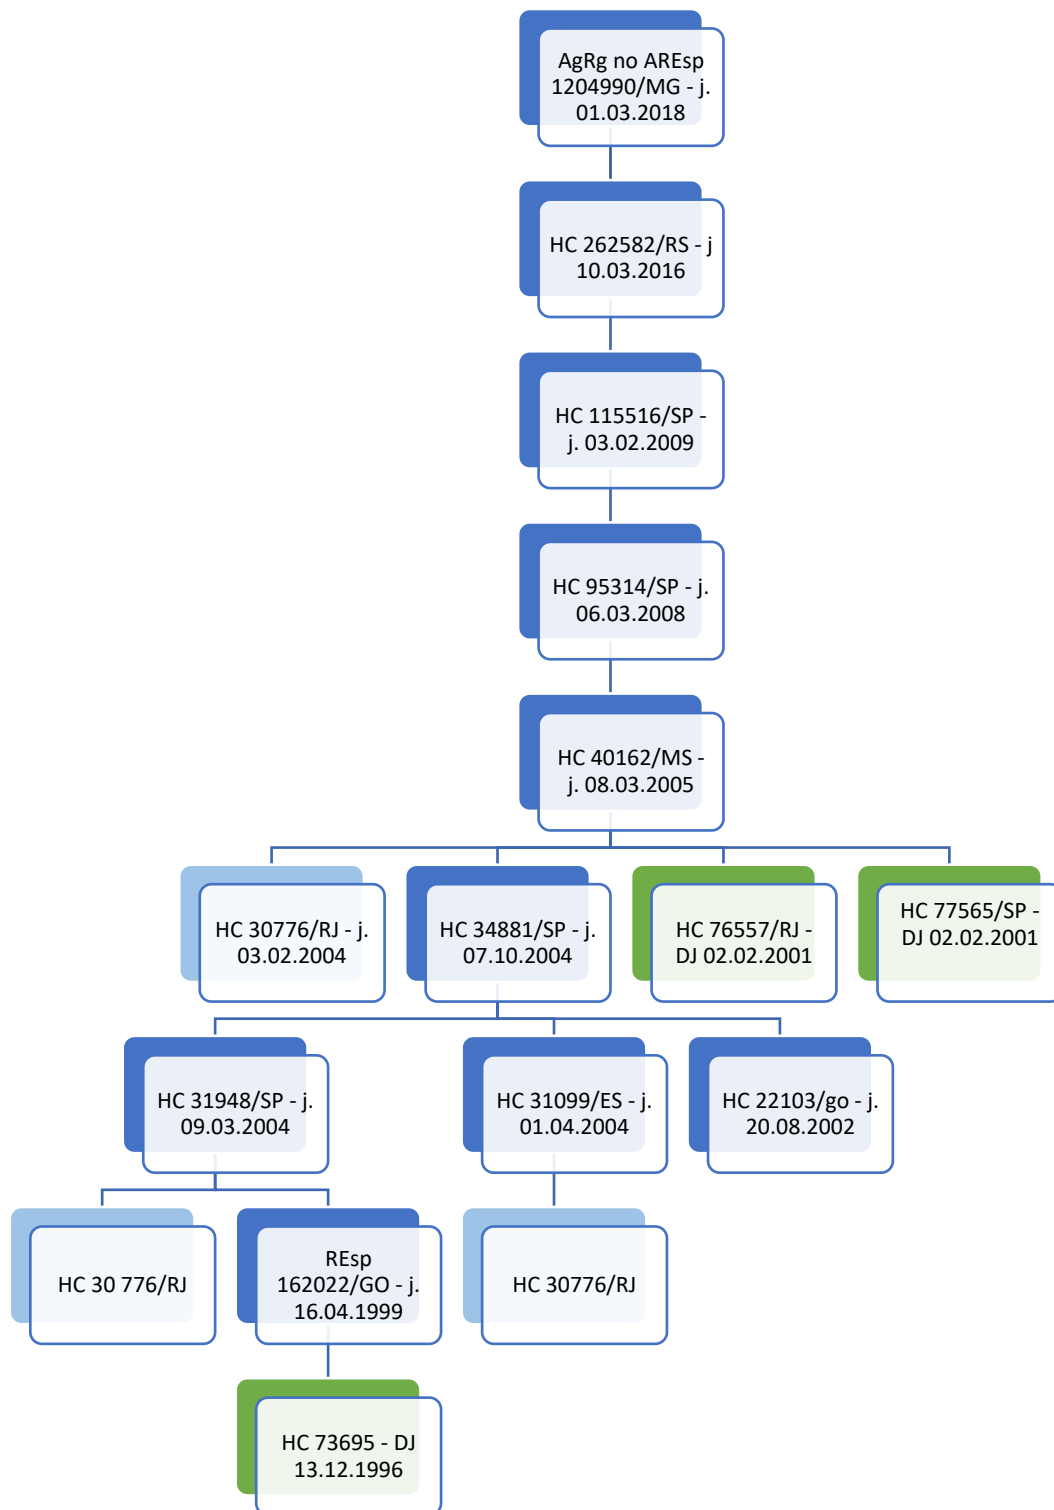 AgRg no AREsp
1204990/MG - j.
01.03.2018
HC 262582/RS - j
10.03.2016
HC 115516/SP -
j. 03.02.2009
HC 95314/SP - j.
06.03.2008
HC 40162/MS -
j. 08.03.2005
HC 30776/RJ - j.
03.02.2004
HC 34881/SP - j.
07.10.2004
HC 76557/RJ -
DJ 02.02.2001
HC 77565/SP -
DJ 02.02.2001
HC 31948/SP - j.
09.03.2004
HC 31099/ES - j.
01.04.2004
HC 22103/go - j.
20.08.2002
HC 30 776/RJ
REsp
162022/GO - j.
16.04.1999
HC 30776/RJ
HC 73695 - DJ
13.12.1996